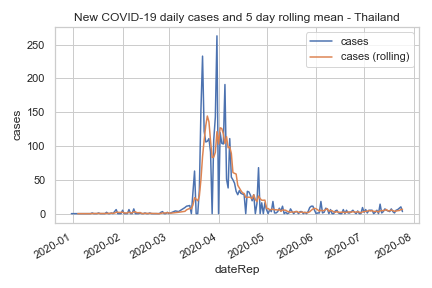 New COVID-19 daily cases and 5 day rolling mean - Thailand
cases
cases (rolling)
250
200
150
100
50
0
cases
2020-01
2020-02
2020-03
2020-04
2020-05
2020-06
2020-07
2020-08
dateRep